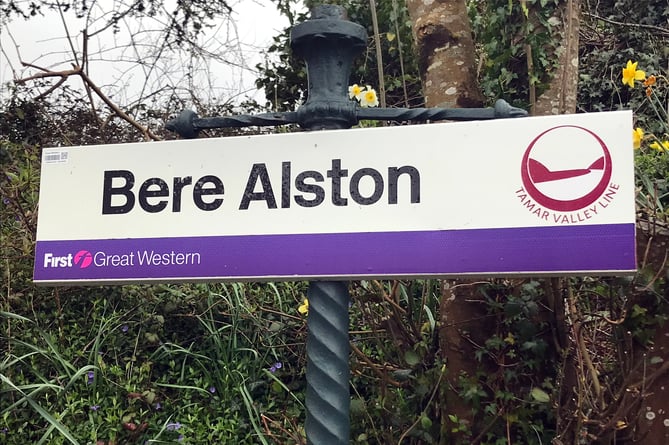 Bere Alston
TAMAR VALLEY LINE
First Great Western